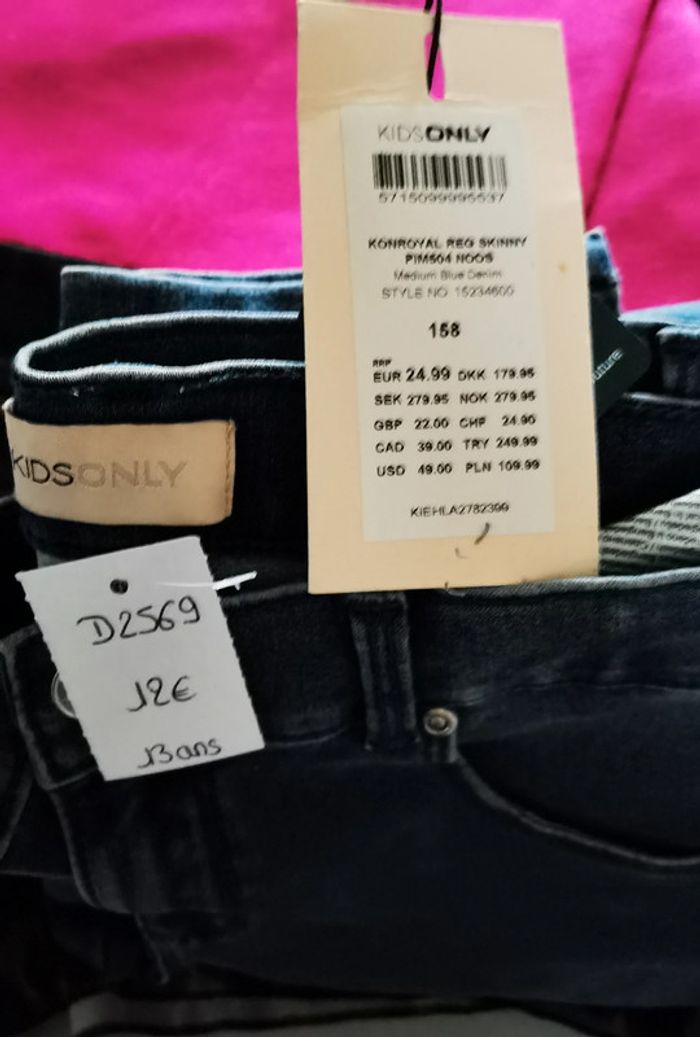 KIDSONLY
5715099995537
KONROYAL REG SKINNY
PIM504 NOOS
Medium Blue Denim
STYLE NO 15234600
158
RRP
EUR 24.99 DKK 179.95
SEK 279.95 NOK 279.95
GBP 22.00 CHF 24.90
CAD 39.00 TRY 249.99
USD 49.00 PLN 109.99
KIEHLA2782399
KIDSONLY
D2569
12€
13 ans